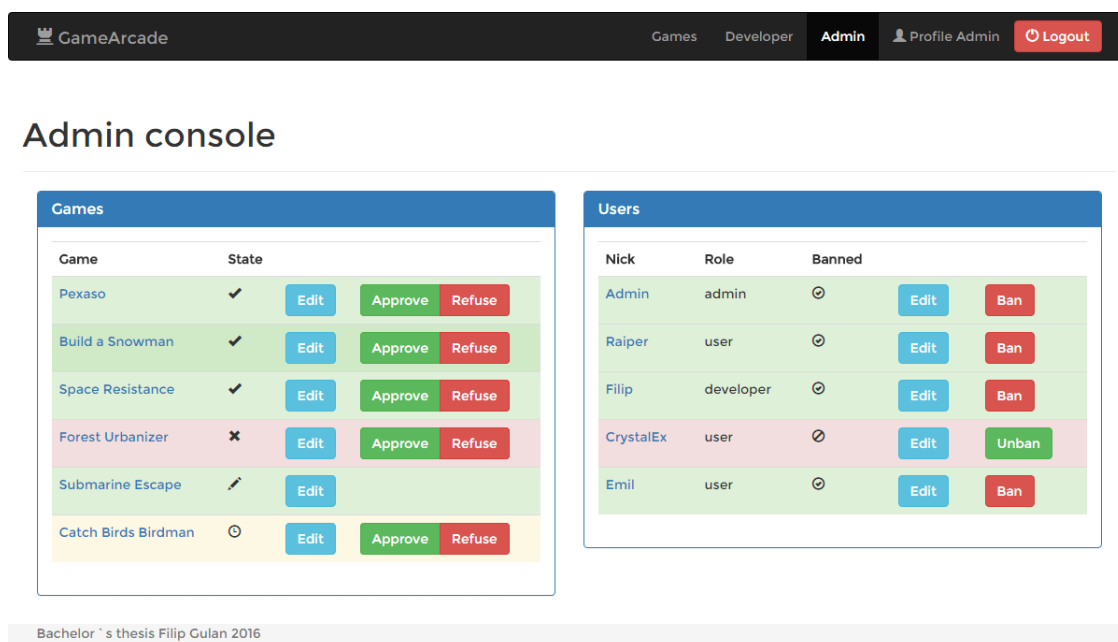 GameArcade Games Developer Admin Profile Admin Logout
Admin console
Games
Game State
Pexaso Edit Approve Refuse
Build a Snowman Edit Approve Refuse
Space Resistance Edit Approve Refuse
Forest Urbanizer Edit Approve Refuse
Submarine Escape Edit
Catch Birds Birdman Edit Approve Refuse
Users
Nick Role Banned
Admin admin Edit Ban
Raiper user Edit Ban
Filip developer Edit Ban
CrystalEx user Edit Unban
Emil user Edit Ban
Bachelor `s thesis Filip Gulan 2016